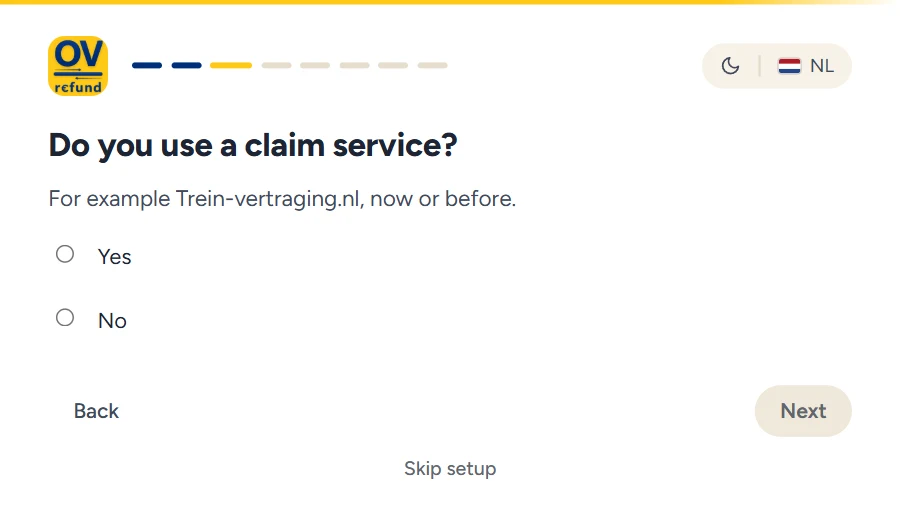 OV
refund
NL
Do you use a claim service?
For example Trein-vertraging.nl, now or before.
Yes
No
Back
Next
Skip setup